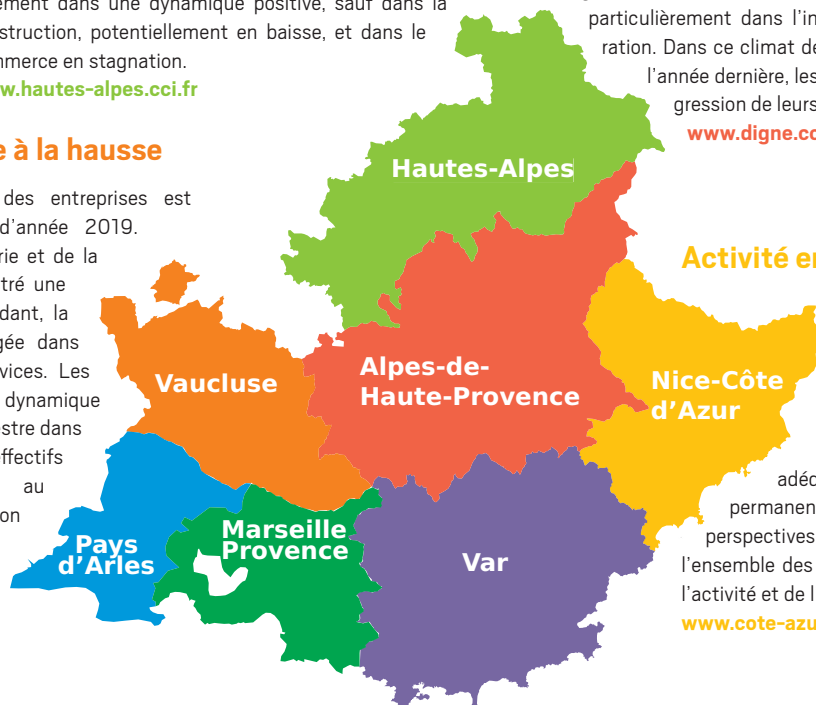 ement dans une dynamique positive, sauf dans la
struction, potentiellement en baisse, et dans le
mmerce en stagnation.
w.hautes-alpes.cci.fr
e à la hausse
des entreprises est
d'année 2019.
rie et de la
tré une
dant, la
gée dans
vices. Les
dynamique
estre dans
effectifs
au
on
particulièrement dans l'in
ration. Dans ce climat de
l'année dernière, les
gression de leurs
www.digne.cc
Activité en
adéc
permanen
perspectives
l'ensemble des
l'activité et de l
www.cote-azu
Hautes-Alpes
Alpes-de-
Haute-Provence
Vaucluse
Nice-Côte
d'Azur
Pays
d'Arles
Marseille
Provence
Var